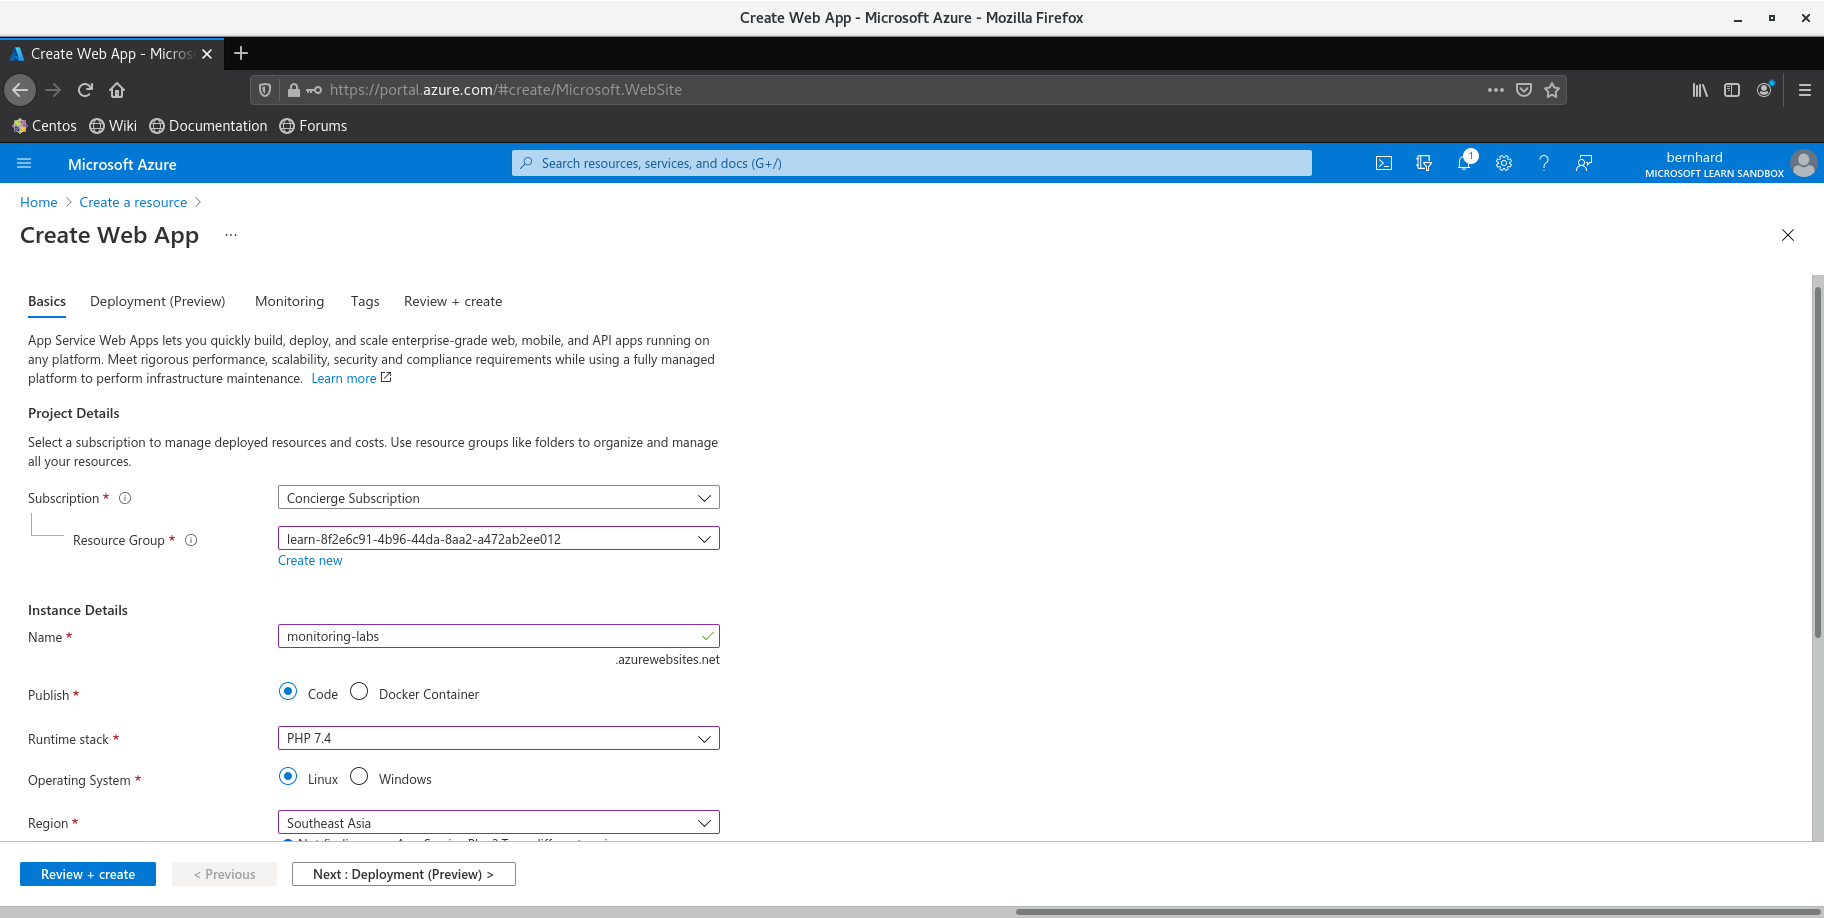 Create Web App - Microsoft Azure - Mozilla Firefox
Create Web App - Micros
https://portal.azure.com/#create/Microsoft.WebSite
Centos Wiki Documentation Forums
Microsoft Azure
Search resources, services, and docs (G+/)
1
bernhard
MICROSOFT LEARN SANDBOX
Home > Create a resource >
Create Web App ...
Basics Deployment (Preview) Monitoring Tags Review + create
App Service Web Apps lets you quickly build, deploy, and scale enterprise-grade web, mobile, and API apps running on
any platform. Meet rigorous performance, scalability, security and compliance requirements while using a fully managed
platform to perform infrastructure maintenance. Learn more
Project Details
Select a subscription to manage deployed resources and costs. Use resource groups like folders to organize and manage
all your resources.
Subscription * Concierge Subscription
Resource Group * learn-8f2e6c91-4b96-44da-8aa2-a472ab2ee012
Create new
Instance Details
Name * monitoring-labs
.azurewebsites.net
Publish * Code Docker Container
Runtime stack * PHP 7.4
Operating System * Linux Windows
Region * Southeast Asia
Review + create < Previous Next : Deployment (Preview) >